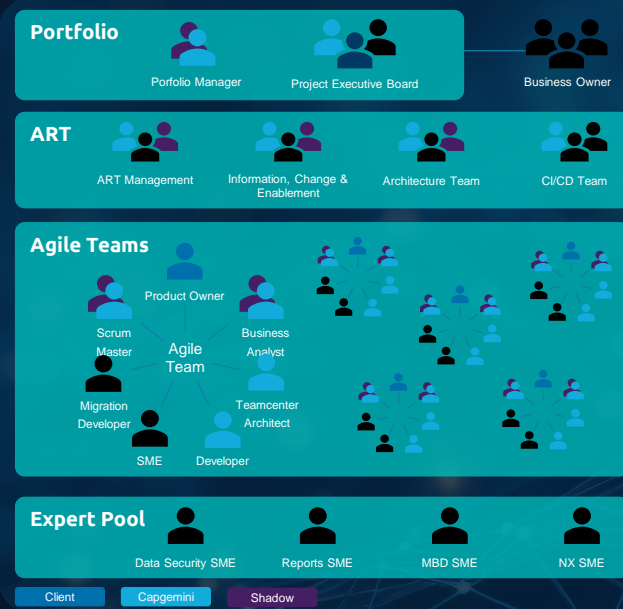 Portfolio
Porfolio Manager
Project Executive Board
Business Owner
ART
ART Management
Information, Change &
Enablement
Architecture Team
CI/CD Team
Agile Teams
Product Owner
Scrum
Master
Business
Analyst
Agile
Team
Migration
Developer
Teamcenter
Architect
SME
Developer
Expert Pool
Data Security SME
Reports SME
MBD SME
NX SME
Client
Capgemini
Shadow